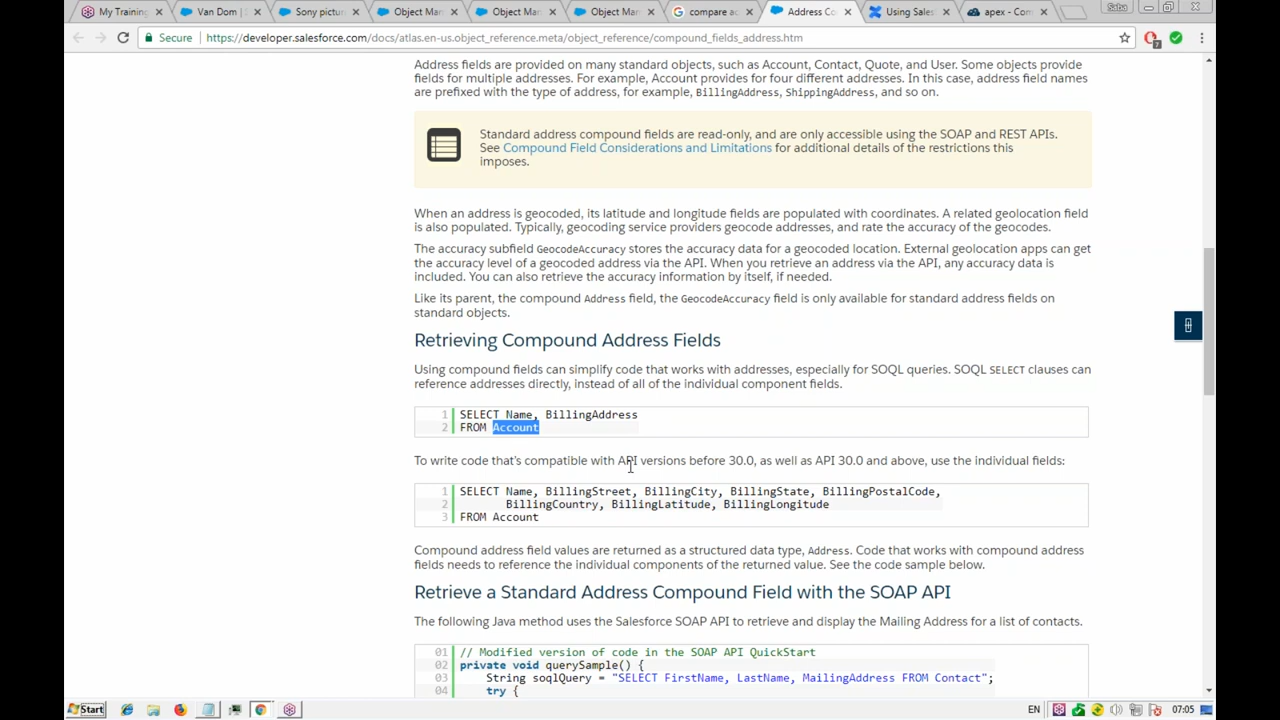 My Training
Van Dom |
Sony pictur
Object Ma
Object Ma
Object Ma
compare ac
Address Co
Using Sales
apex - Com
Saba
Secure
https://developer.salesforce.com/docs/atlas.en-us.object_reference.meta/object_reference/compound_fields_address.htm
7
Address fields are provided on many standard objects, such as Account, Contact, Quote, and User. Some objects provide
fields for multiple addresses. For example, Account provides for four different addresses. In this case, address field names
are prefixed with the type of address, for example, BillingAddress, ShippingAddress, and so on.
Standard address compound fields are read-only, and are only accessible using the SOAP and REST APIs.
See Compound Field Considerations and Limitations for additional details of the restrictions this
imposes.
When an address is geocoded, its latitude and longitude fields are populated with coordinates. A related geolocation field
is also populated. Typically, geocoding service providers geocode addresses, and rate the accuracy of the geocodes.
The accuracy subfield GeocodeAccuracy stores the accuracy data for a geocoded location. External geolocation apps can get
the accuracy level of a geocoded address via the API. When you retrieve an address via the API, any accuracy data is
included. You can also retrieve the accuracy information by itself, if needed.
Like its parent, the compound Address field, the GeocodeAccuracy field is only available for standard address fields on
standard objects.
Retrieving Compound Address Fields
Using compound fields can simplify code that works with addresses, especially for SOQL queries. SOQL SELECT clauses can
reference addresses directly, instead of all of the individual component fields.
1 SELECT Name, BillingAddress
2 FROM Account
To write code that's compatible with API versions before 30.0, as well as API 30.0 and above, use the individual fields:
1 SELECT Name, BillingStreet, BillingCity, BillingState, BillingPostalCode,
2 BillingCountry, BillingLatitude, BillingLongitude
3 FROM Account
Compound address field values are returned as a structured data type, Address. Code that works with compound address
fields needs to reference the individual components of the returned value. See the code sample below.
Retrieve a Standard Address Compound Field with the SOAP API
The following Java method uses the Salesforce SOAP API to retrieve and display the Mailing Address for a list of contacts.
01 // Modified version of code in the SOAP API QuickStart
02 private void querySample() {
03 String soqlQuery = "SELECT FirstName, LastName, MailingAddress FROM Contact";
04 try {
Start
EN
07:05